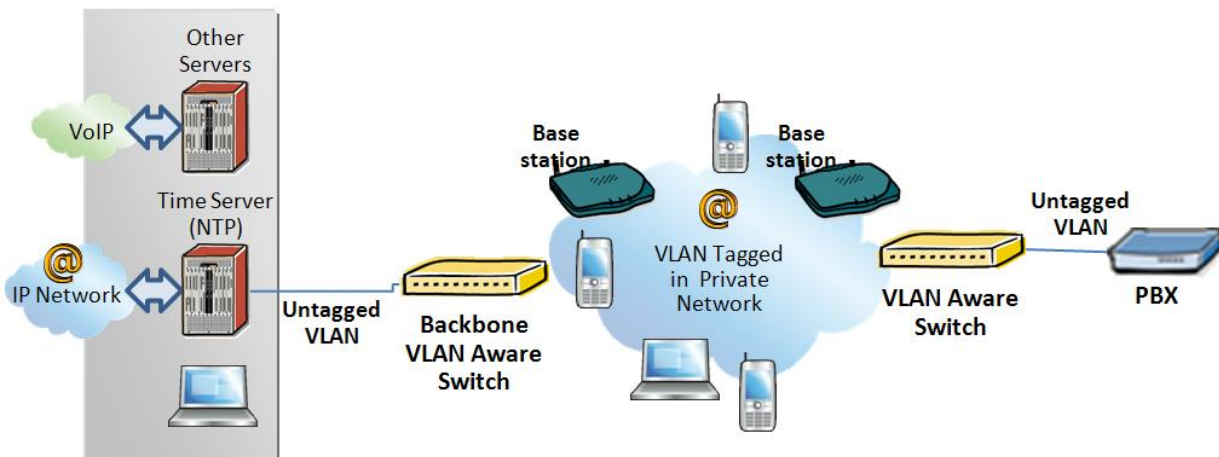 Other
Servers
VoIP
Time Server
(NTP)
@
IP Network
Untagged
VLAN
Backbone
VLAN Aware
Switch
Base
station
Base
station
@
VLAN Tagged
in Private
Network
VLAN Aware
Switch
Untagged
VLAN
PBX